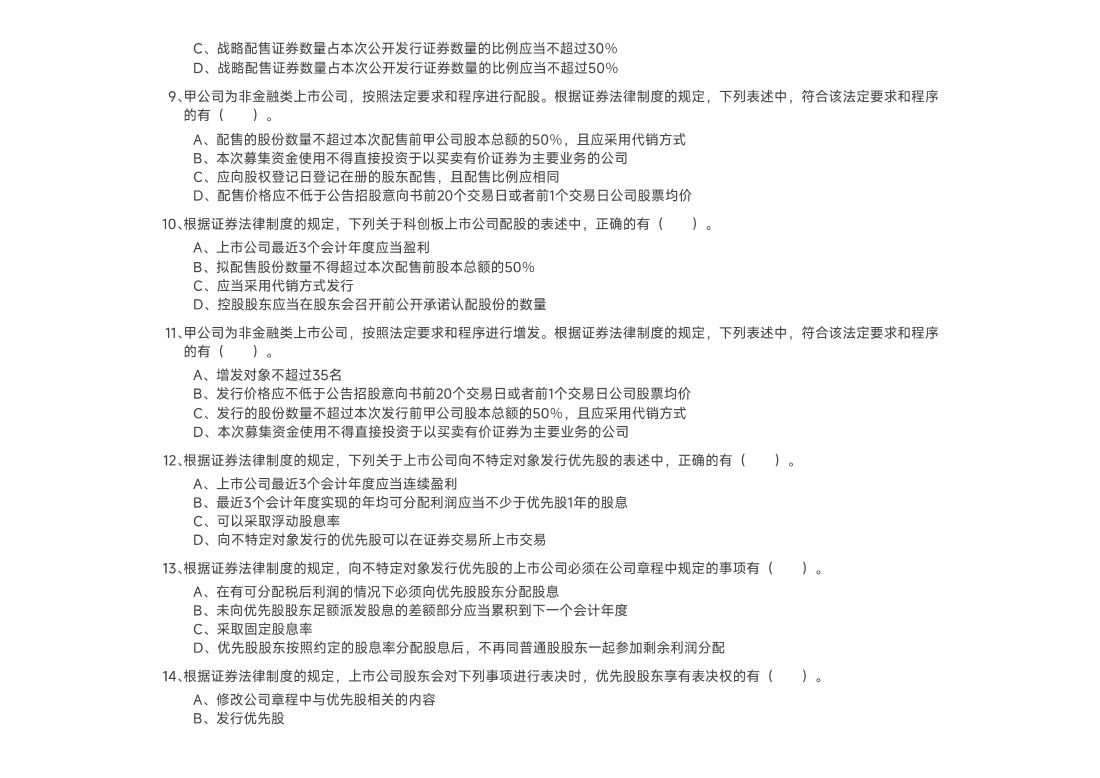 C、战略配售证券数量占本次公开发行证券数量的比例应当不超过30%
D、战略配售证券数量占本次公开发行证券数量的比例应当不超过50%
9、甲公司为非金融类上市公司，按照法定要求和程序进行配股。根据证券法律制度的规定，下列表述中，符合该法定要求和程序
的有（　　）。
A、配售的股份数量不超过本次配售前甲公司股本总额的50%，且应采用代销方式
B、本次募集资金使用不得直接投资于以买卖有价证券为主要业务的公司
C、应向股权登记日登记在册的股东配售，且配售比例应相同
D、配售价格应不低于公告招股意向书前20个交易日或者前1个交易日公司股票均价
10、根据证券法律制度的规定，下列关于科创板上市公司配股的表述中，正确的有（　　）。
A、上市公司最近3个会计年度应当盈利
B、拟配售股份数量不得超过本次配售前股本总额的50%
C、应当采用代销方式发行
D、控股股东应当在股东会召开前公开承诺认配股份的数量
11、甲公司为非金融类上市公司，按照法定要求和程序进行增发。根据证券法律制度的规定，下列表述中，符合该法定要求和程序
的有（　　）。
A、增发对象不超过35名
B、发行价格应不低于公告招股意向书前20个交易日或者前1个交易日公司股票均价
C、发行的股份数量不超过本次发行前甲公司股本总额的50%，且应采用代销方式
D、本次募集资金使用不得直接投资于以买卖有价证券为主要业务的公司
12、根据证券法律制度的规定，下列关于上市公司向不特定对象发行优先股的表述中，正确的有（　　）。
A、上市公司最近3个会计年度应当连续盈利
B、最近3个会计年度实现的年均可分配利润应当不少于优先股1年的股息
C、可以采取浮动股息率
D、向不特定对象发行的优先股可以在证券交易所上市交易
13、根据证券法律制度的规定，向不特定对象发行优先股的上市公司必须在公司章程中规定的事项有（　　）。
A、在有可分配税后利润的情况下必须向优先股股东分配股息
B、未向优先股股东足额派发股息的差额部分应当累积到下一个会计年度
C、采取固定股息率
D、优先股股东按照约定的股息率分配股息后，不再同普通股股东一起参加剩余利润分配
14、根据证券法律制度的规定，上市公司股东会对下列事项进行表决时，优先股股东享有表决权的有（　　）。
A、修改公司章程中与优先股相关的内容
B、发行优先股